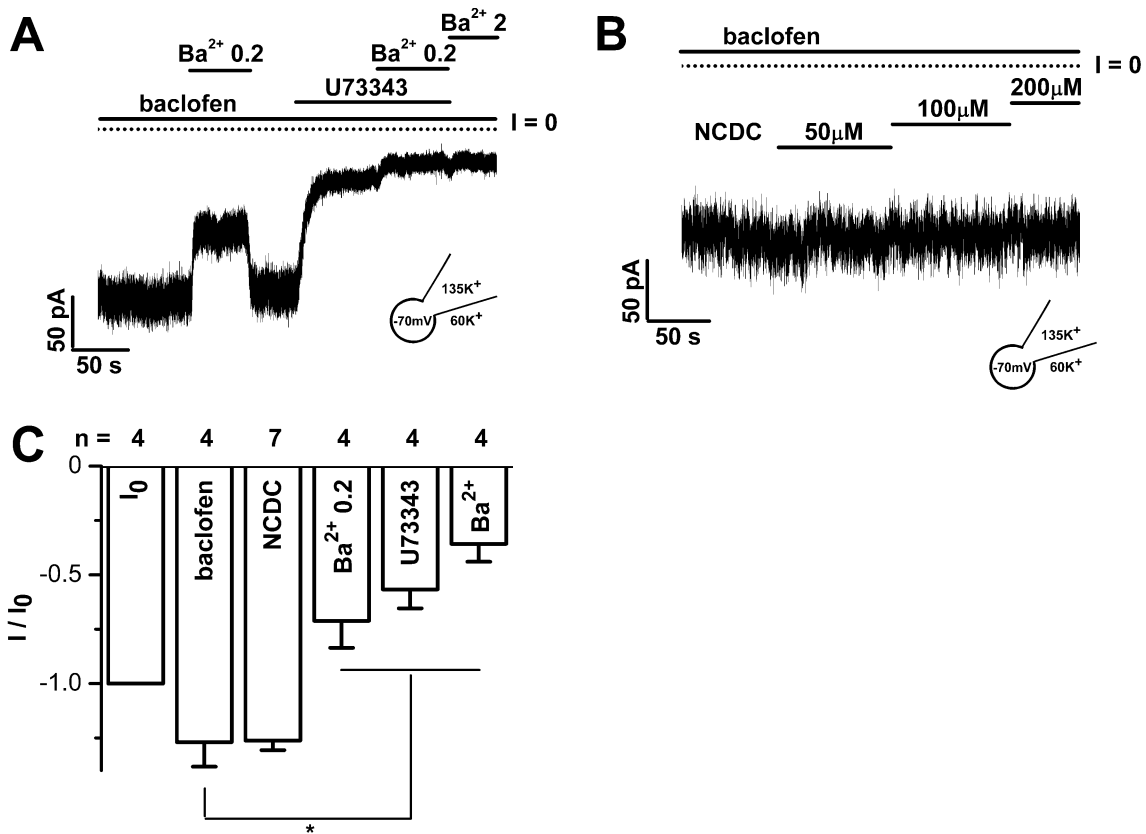 A
Ba²⁺ 2
Ba²⁺ 0.2
Ba²⁺ 0.2
U73343
baclofen
I = 0
135K⁺
-70mV
60K⁺
50 pA
50 s
B
baclofen
I = 0
200μM
100μM
NCDC
50μM
135K⁺
-70mV
60K⁺
50 pA
50 s
C
n = 4 4 7 4 4 4
0
-0.5
-1.0
I / I₀
I₀
baclofen
NCDC
Ba²⁺ 0.2
U73343
Ba²⁺
*